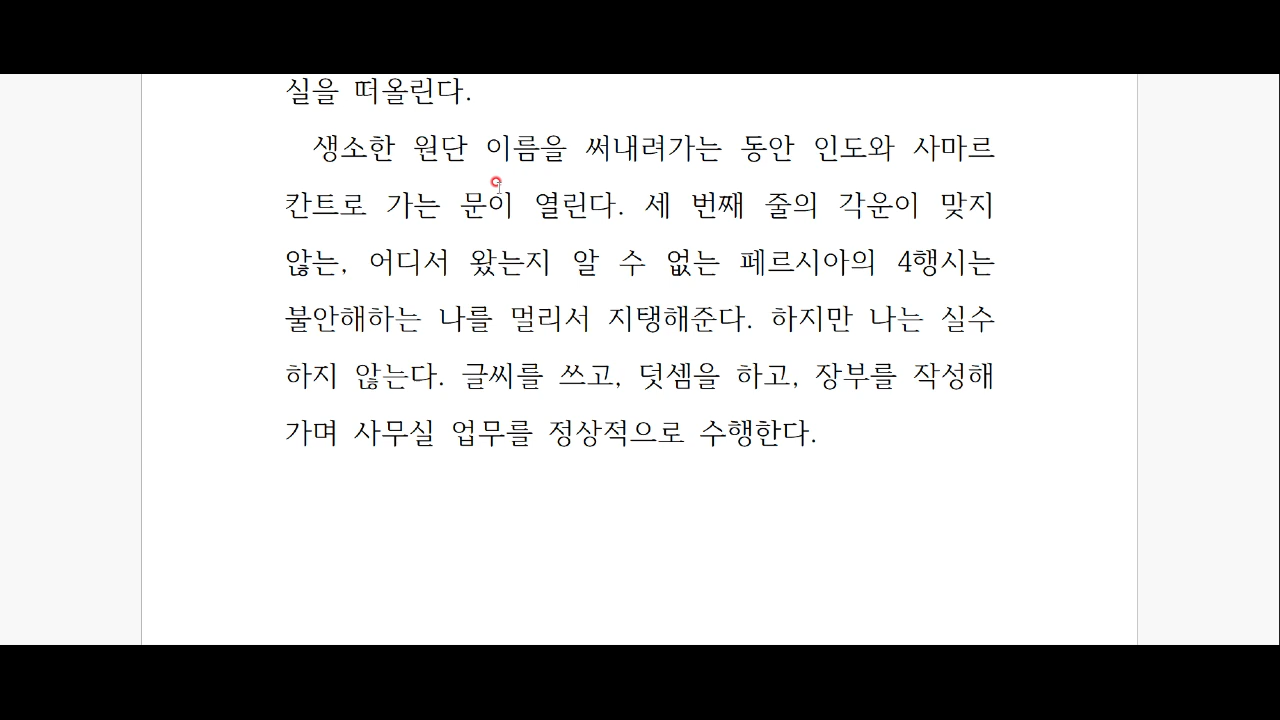 실을 떠올린다.
생소한 원단 이름을 써내려가는 동안 인도와 사마르
칸트로 가는 문이 열린다. 세 번째 줄의 각운이 맞지
않는, 어디서 왔는지 알 수 없는 페르시아의 4행시는
불안해하는 나를 멀리서 지탱해준다. 하지만 나는 실수
하지 않는다. 글씨를 쓰고, 덧셈을 하고, 장부를 작성해
가며 사무실 업무를 정상적으로 수행한다.